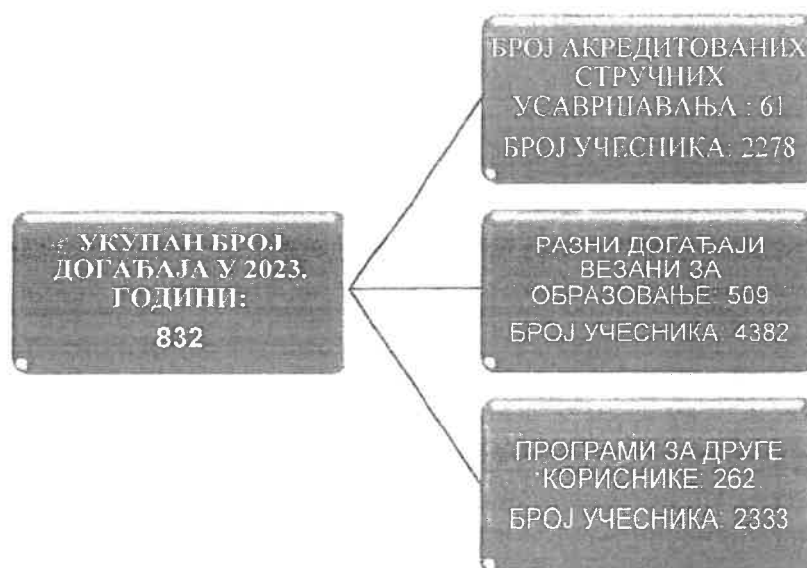 УКУПАН БРОЈ
ДОГАЂАЈА У 2023.
ГОДИНИ:
832
БРОЈ АКРЕДИТОВАНИХ
СТРУЧНИХ
УСАВРШАВАЊА : 61
БРОЈ УЧЕСНИКА: 2278
РАЗНИ ДОГАЂАЈИ
ВЕЗАНИ ЗА
ОБРАЗОВАЊЕ: 509
БРОЈ УЧЕСНИКА: 4382
ПРОГРАМИ ЗА ДРУГЕ
КОРИСНИКЕ: 262
БРОЈ УЧЕСНИКА: 2333